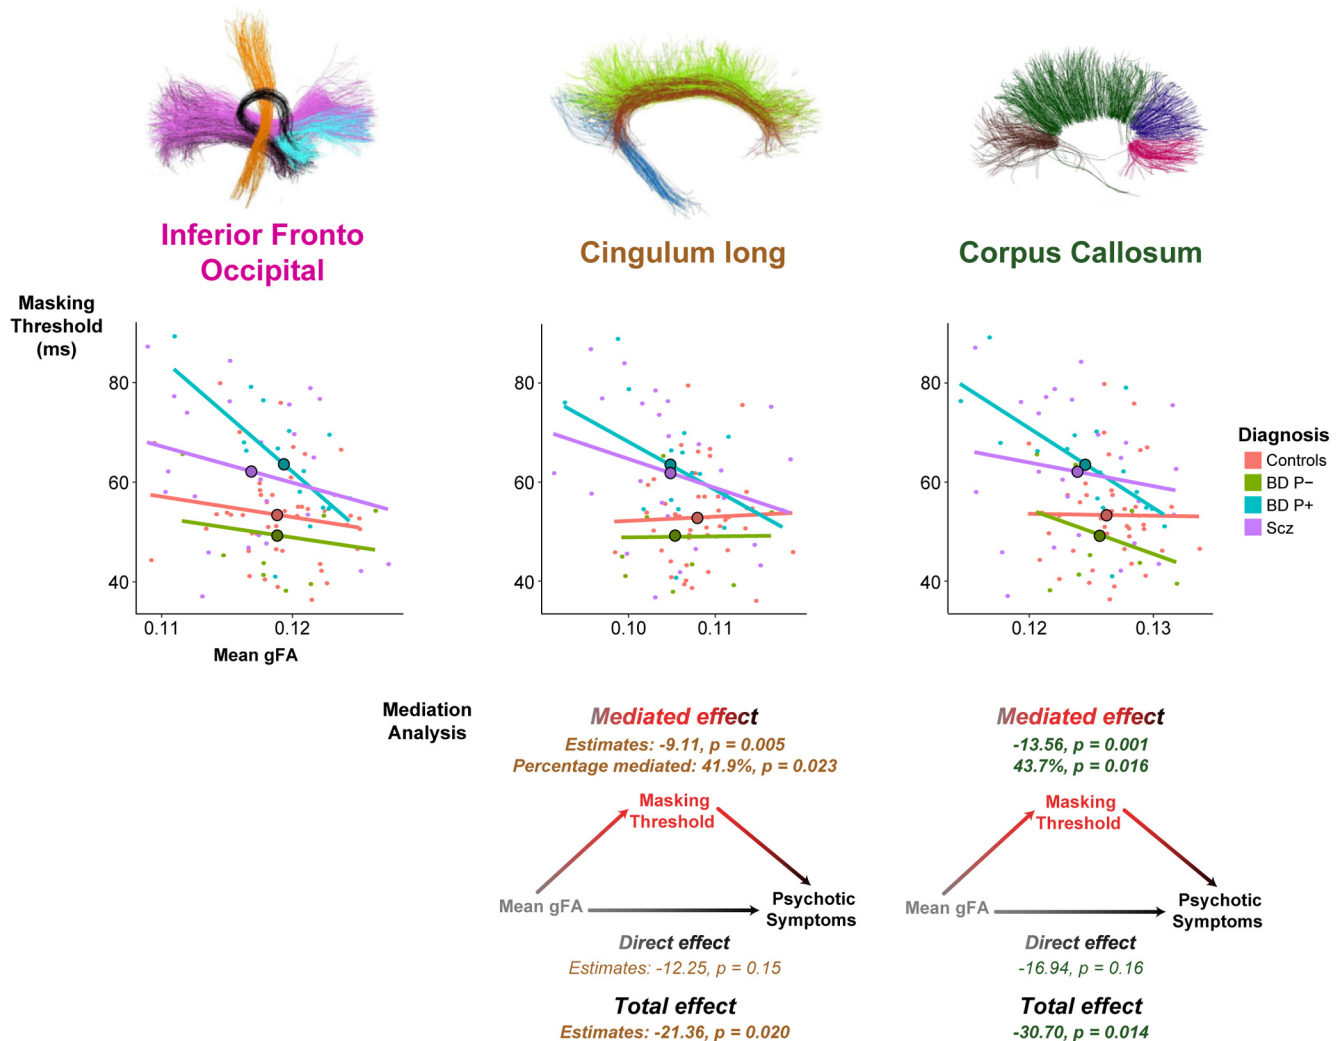 Inferior Fronto
Occipital
Cingulum long
Corpus Callosum
Masking
Threshold
(ms)
80
60
40
0.11
0.12
Mean gFA
80
60
40
0.10
0.11
80
60
40
0.12
0.13
Diagnosis
Controls
BD P−
BD P+
Scz
Mediation
Analysis
Mediated effect
Estimates: -9.11, p = 0.005
Percentage mediated: 41.9%, p = 0.023
Masking
Threshold
Mean gFA
Psychotic
Symptoms
Direct effect
Estimates: -12.25, p = 0.15
Total effect
Estimates: -21.36, p = 0.020
Mediated effect
-13.56, p = 0.001
43.7%, p = 0.016
Masking
Threshold
Mean gFA
Psychotic
Symptoms
Direct effect
-16.94, p = 0.16
Total effect
-30.70, p = 0.014